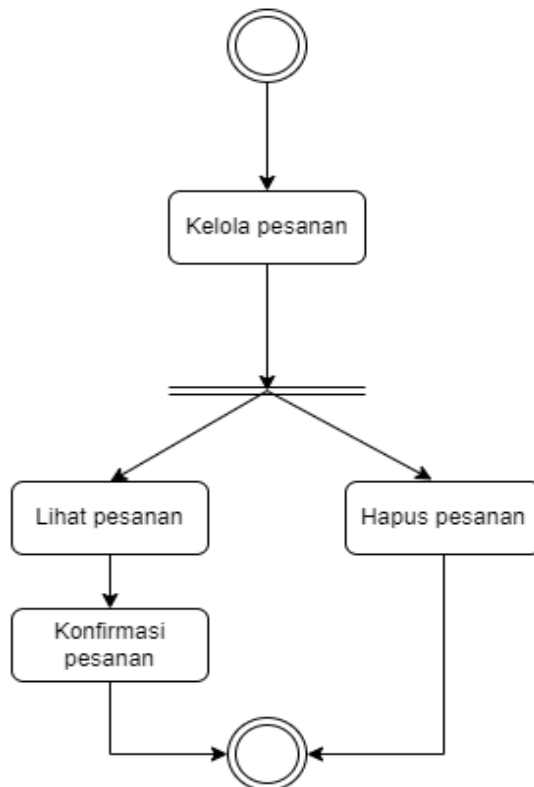 Kelola pesanan
Lihat pesanan
Hapus pesanan
Konfirmasi
pesanan